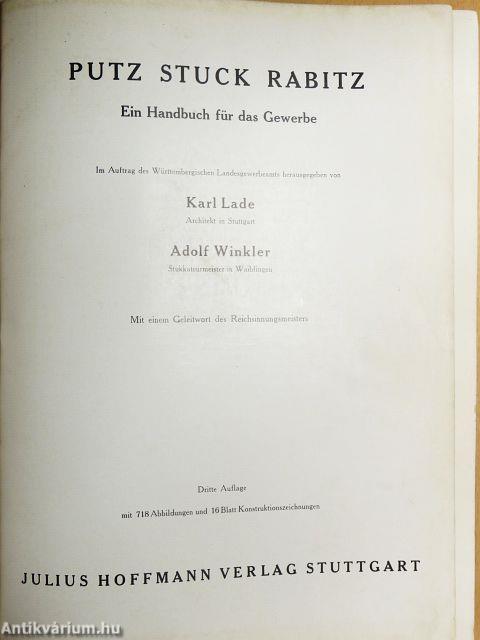 PUTZ STUCK RABITZ
Ein Handbuch für das Gewerbe
Im Auftrag des Württembergischen Landesgewerbeamts herausgegeben von
Karl Lade
Architekt in Stuttgart
Adolf Winkler
Stukkateurmeister in Waiblingen
Mit einem Geleitwort des Reichsinnungsmeisters
Dritte Auflage
mit 718 Abbildungen und 16 Blatt Konstruktionszeichnungen
JULIUS HOFFMANN VERLAG STUTTGART
Antikvárium.hu